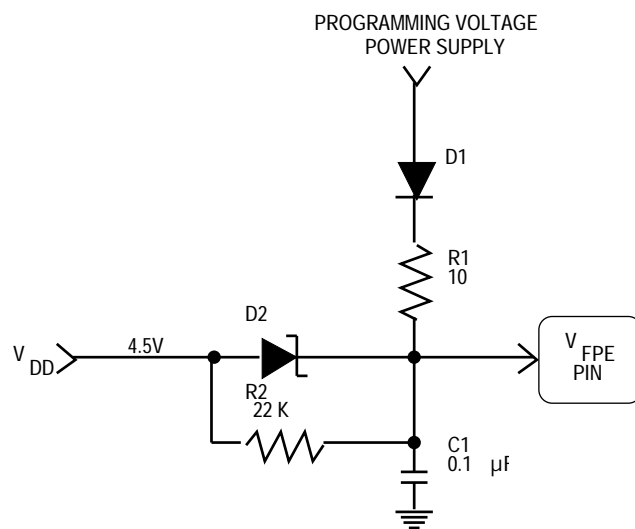 PROGRAMMING VOLTAGE
POWER SUPPLY
D1
R1
10
D2
V DD
4.5V
R2
22 K
V FPE
PIN
C1
0.1 µF